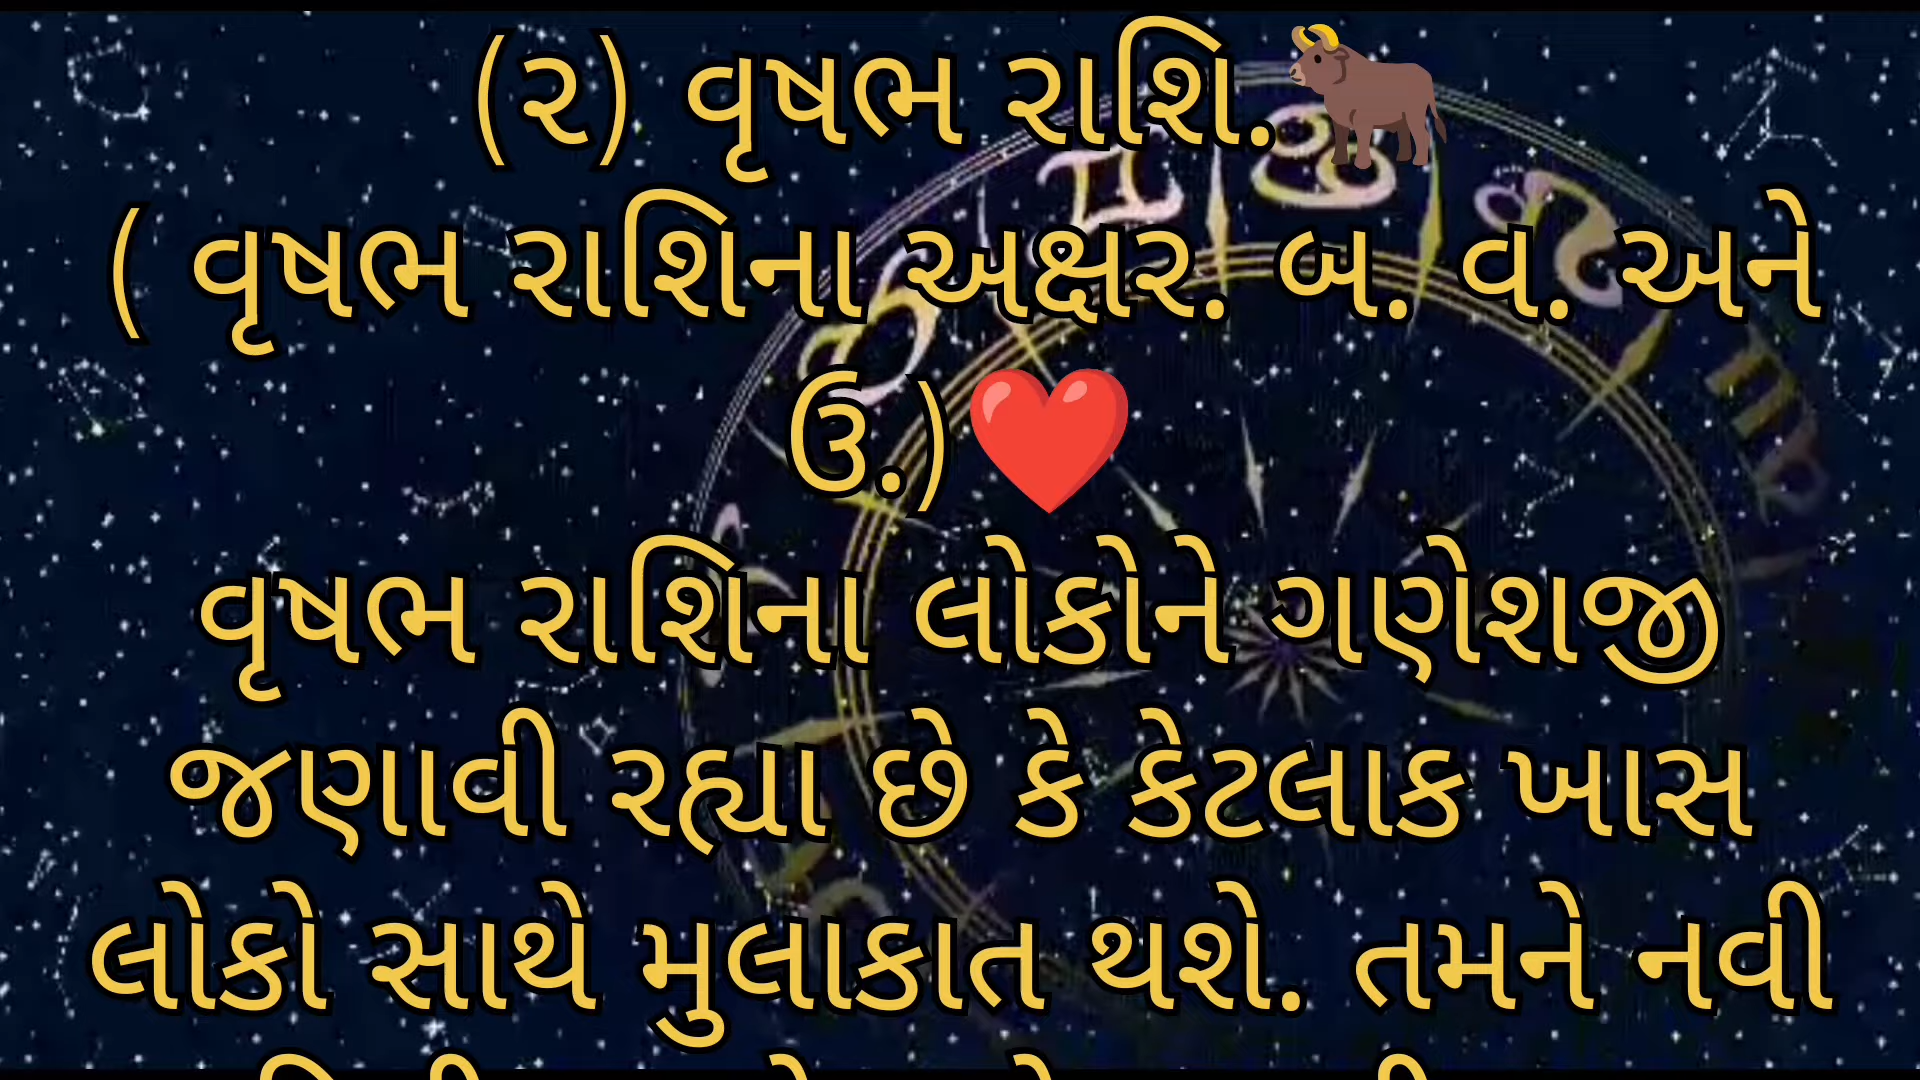 (૨) વૃષભ રાશિ.🐂
( વૃષભ રાશિના અક્ષર. બ. વ. અને
ઉ.)❤️
વૃષભ રાશિના લોકોને ગણેશજી
જણાવી રહ્યા છે કે કેટલાક ખાસ
લોકો સાથે મુલાકાત થશે. તમને નવી